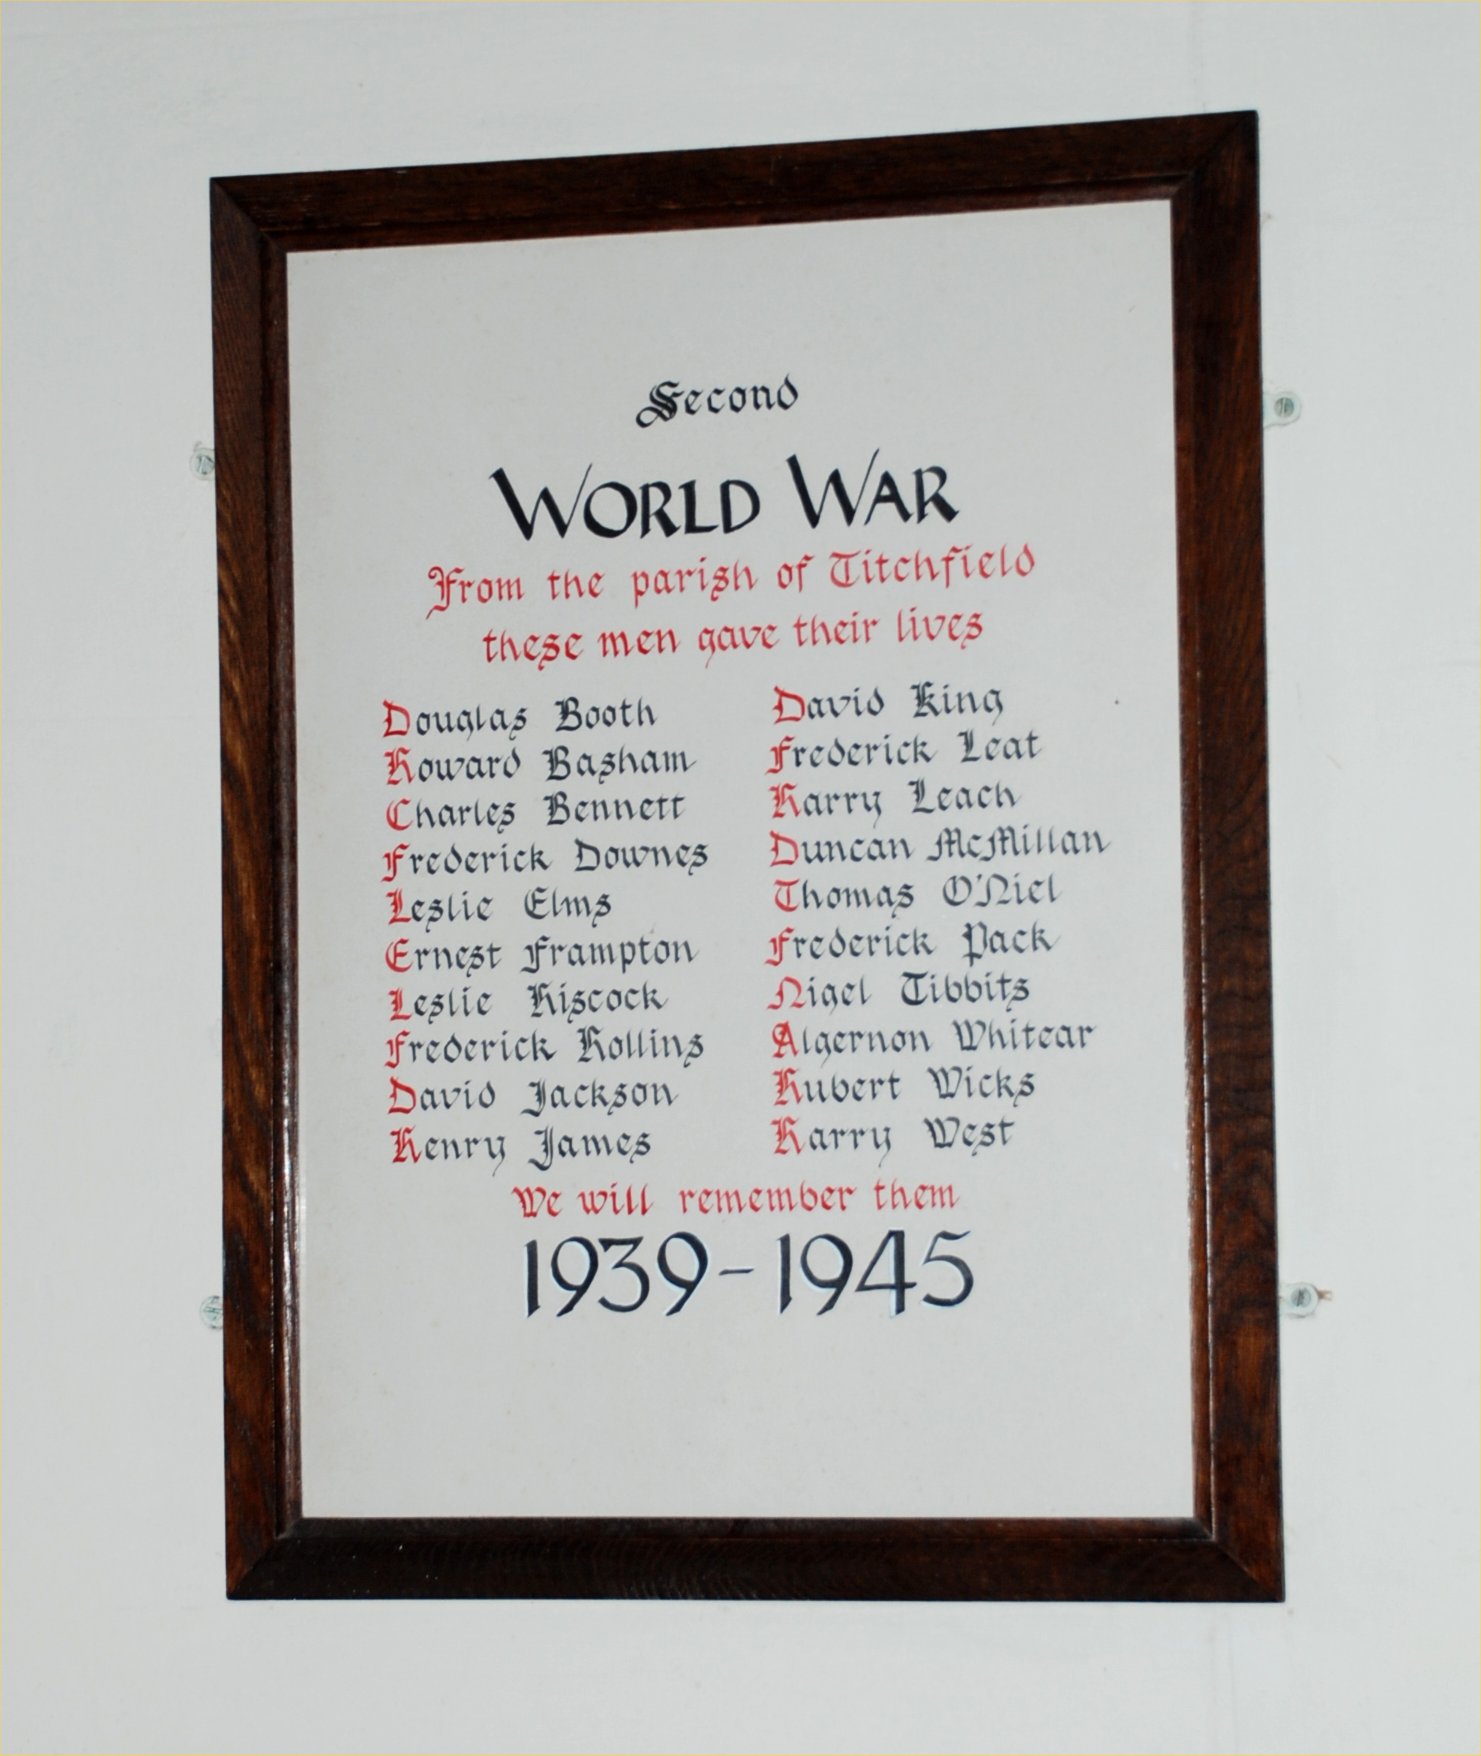 Second
WORLD WAR
From the parish of Titchfield
these men gave their lives
Douglas Booth
Howard Basham
Charles Bennett
Frederick Downes
Leslie Elms
Ernest Frampton
Leslie Hiscock
Frederick Hollins
David Jackson
Henry James
David King
Frederick Leat
Harry Leach
Duncan McMillan
Thomas O'Niel
Frederick Pack
Nigel Tibbits
Algernon Whitear
Hubert Wicks
Harry West
We will remember them
1939-1945